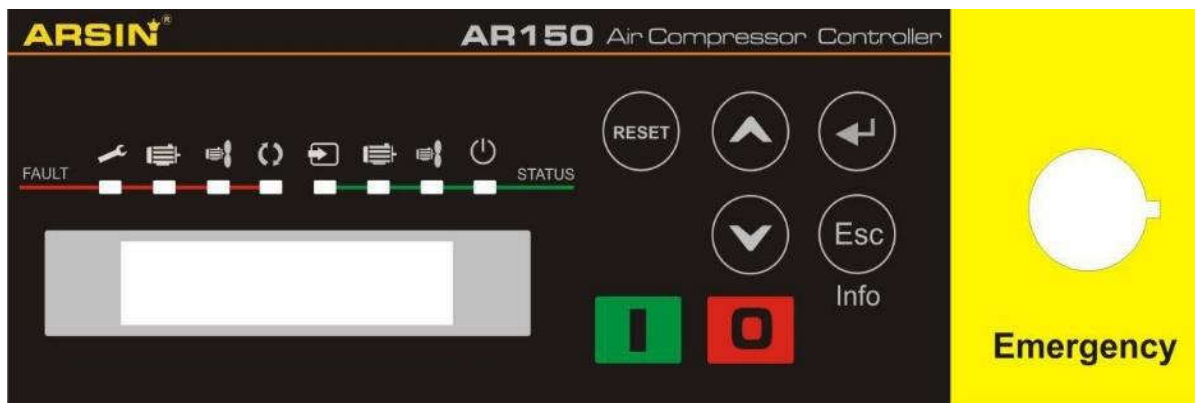 ARSIN®
AR150 Air Compressor Controller
RESET
FAULT
STATUS
Esc
Info
I
O
Emergency